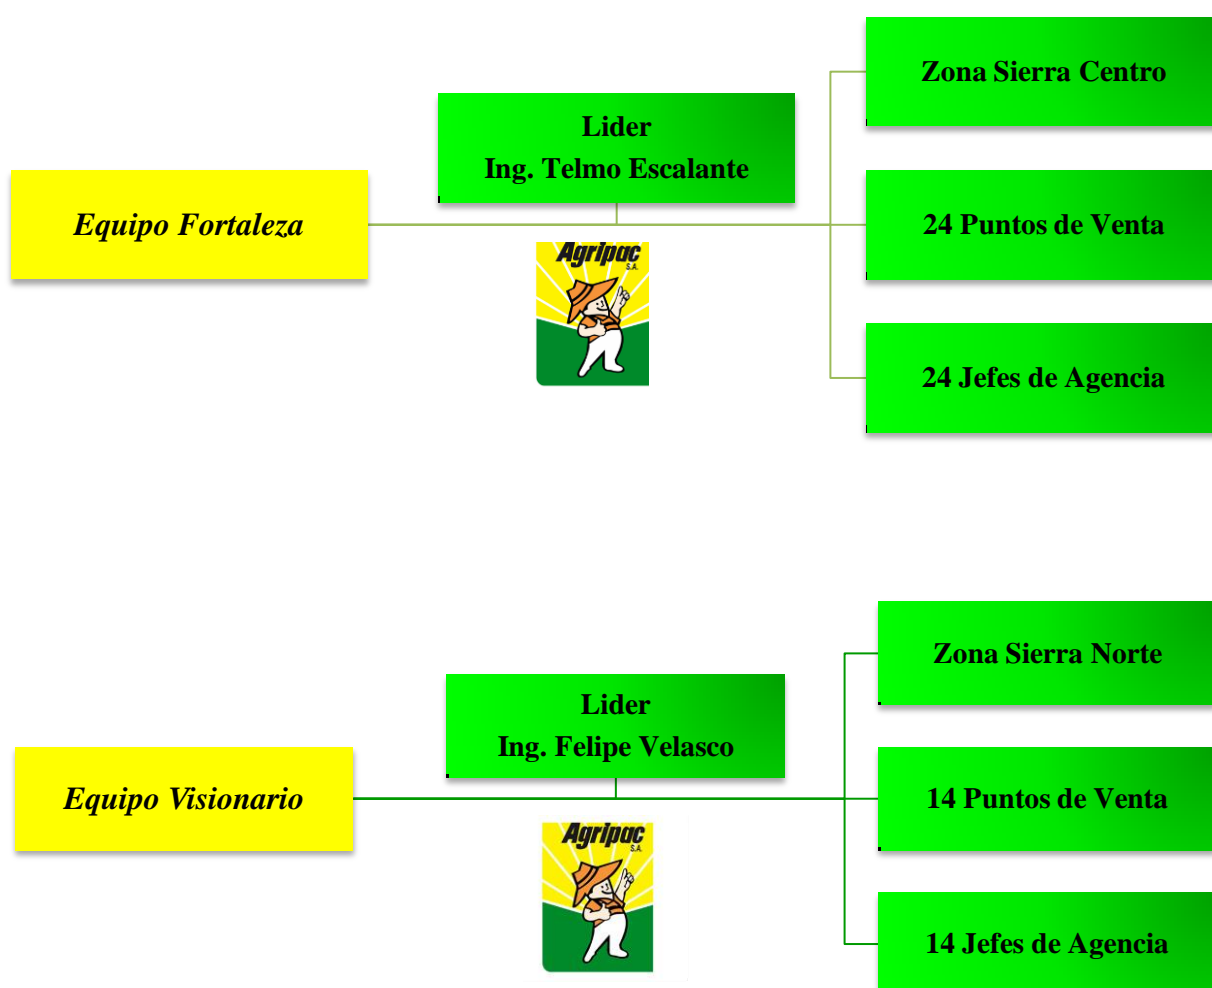 Zona Sierra Centro
Lider
Ing. Telmo Escalante
Equipo Fortaleza
24 Puntos de Venta
Agripac
S.A.
24 Jefes de Agencia
Zona Sierra Norte
Lider
Ing. Felipe Velasco
Equipo Visionario
14 Puntos de Venta
Agripac
S.A.
14 Jefes de Agencia